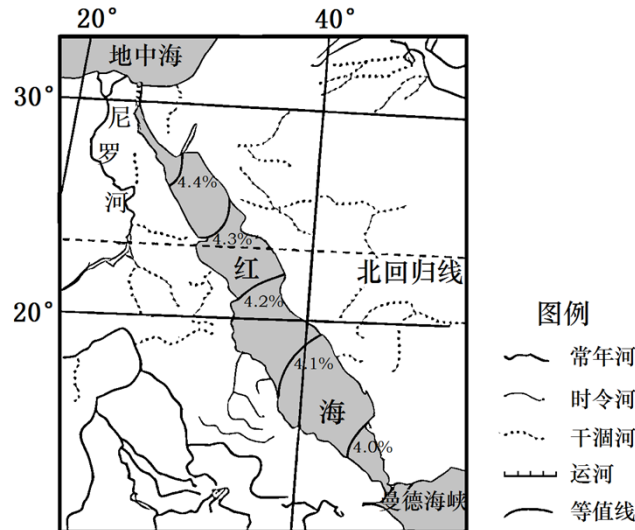 20°
40°
地中海
30°
尼
罗
河
4.4%
4.3%
红
北回归线
4.2%
20°
4.1%
海
4.0%
曼德海峡
图例
常年河
时令河
干涸河
运河
等值线